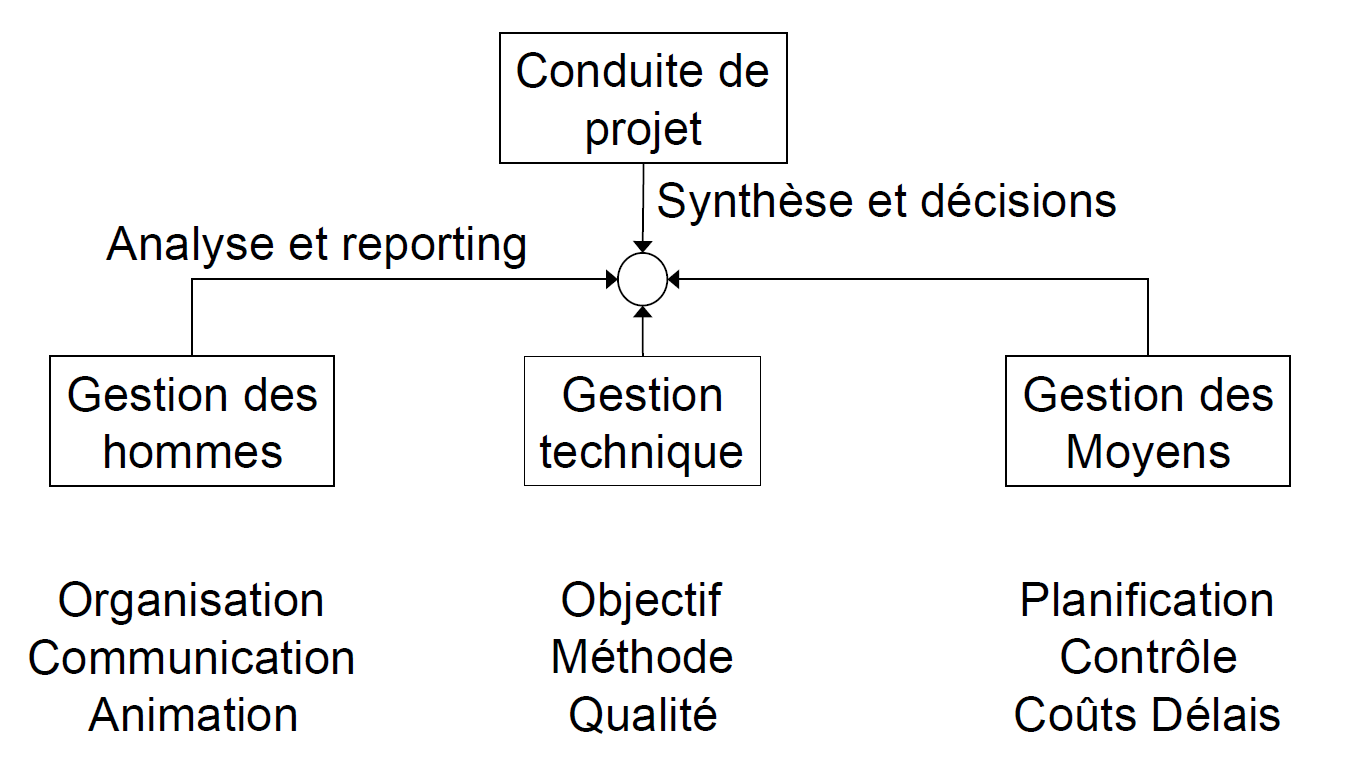 Conduite de
projet
Synthèse et décisions
Analyse et reporting
Gestion des
hommes
Gestion
technique
Gestion des
Moyens
Organisation
Communication
Animation
Objectif
Méthode
Qualité
Planification
Contrôle
Coûts Délais